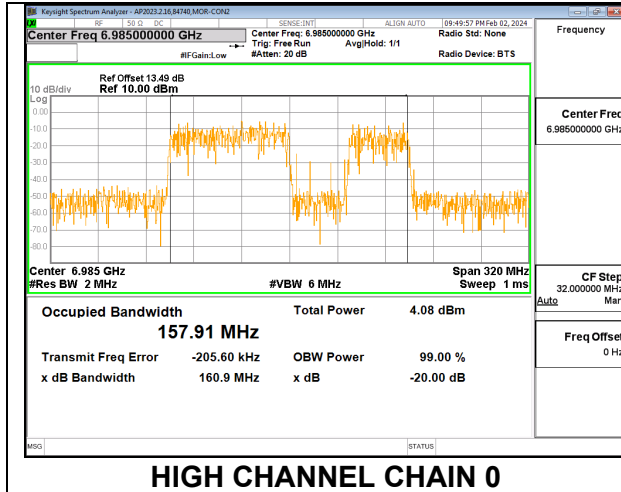 Keysight Spectrum Analyzer - AP2023.2.16,84740,MOR-CON2
RF 50 Ω DC SENSE:INT ALIGN AUTO 09:49:57 PM Feb 02, 2024
Center Freq 6.985000000 GHz Center Freq: 6.985000000 GHz Radio Std: None
Trig: Free Run Avg|Hold: 1/1
#IFGain:Low #Atten: 20 dB Radio Device: BTS
Frequency
Ref Offset 13.49 dB
10 dB/div Ref 10.00 dBm
Log
0.00
-10.0
-20.0
-30.0
-40.0
-50.0
-60.0
-70.0
-80.0
Center Freq
6.985000000 GHz
Center 6.985 GHz Span 320 MHz
#Res BW 2 MHz #VBW 6 MHz Sweep 1 ms
CF Step
32.000000 MHz
Auto Man
Occupied Bandwidth Total Power 4.08 dBm
157.91 MHz
Transmit Freq Error -205.60 kHz OBW Power 99.00 %
x dB Bandwidth 160.9 MHz x dB -20.00 dB
Freq Offset
0 Hz
MSG STATUS
HIGH CHANNEL CHAIN 0